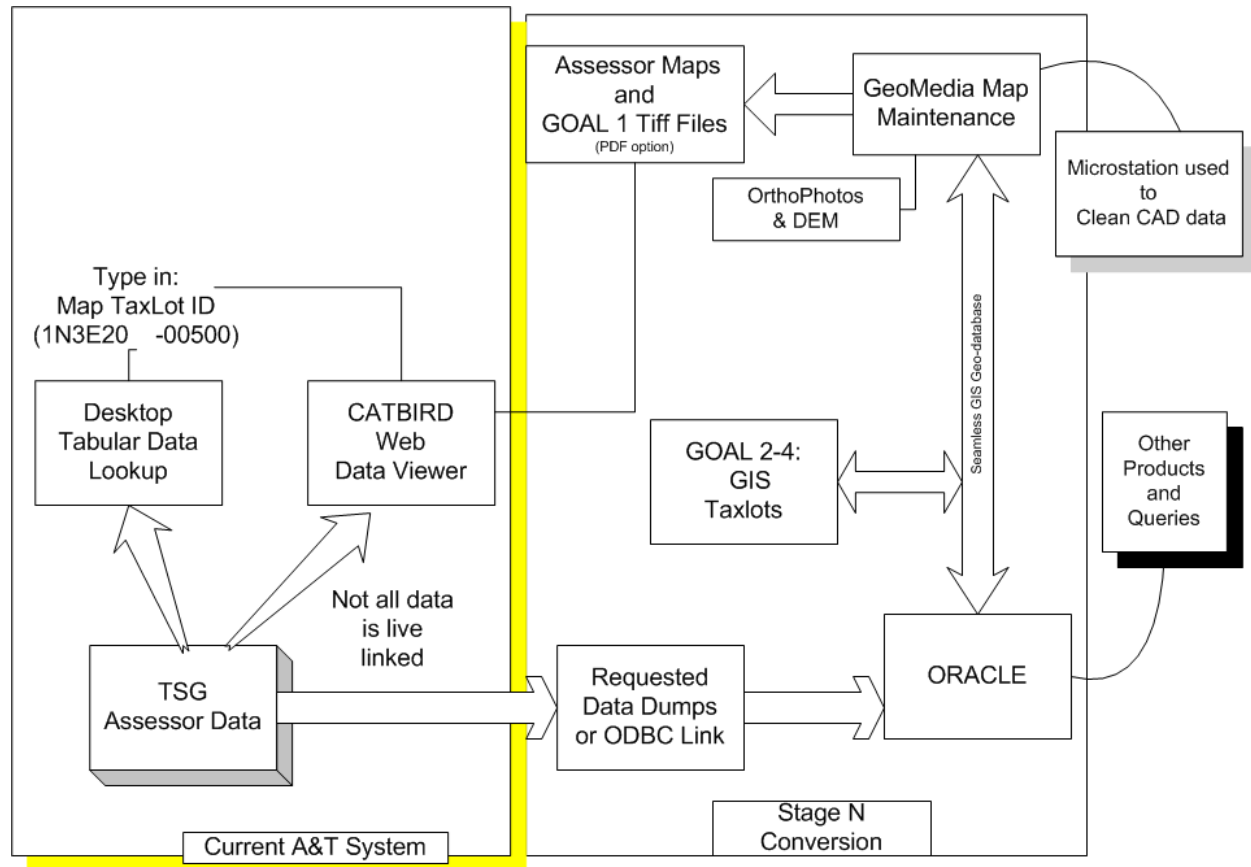 Assessor Maps
and
GOAL 1 Tiff Files
(PDF option)
GeoMedia Map
Maintenance
OrthoPhotos
& DEM
Microstation used
to
Clean CAD data
Type in:
Map TaxLot ID
(1N3E20 -00500)
Desktop
Tabular Data
Lookup
CATBIRD
Web
Data Viewer
Seamless GIS Geo-database
GOAL 2-4:
GIS
Taxlots
Other
Products
and
Queries
Not all data
is live
linked
TSG
Assessor Data
Requested
Data Dumps
or ODBC Link
ORACLE
Current A&T System
Stage N
Conversion